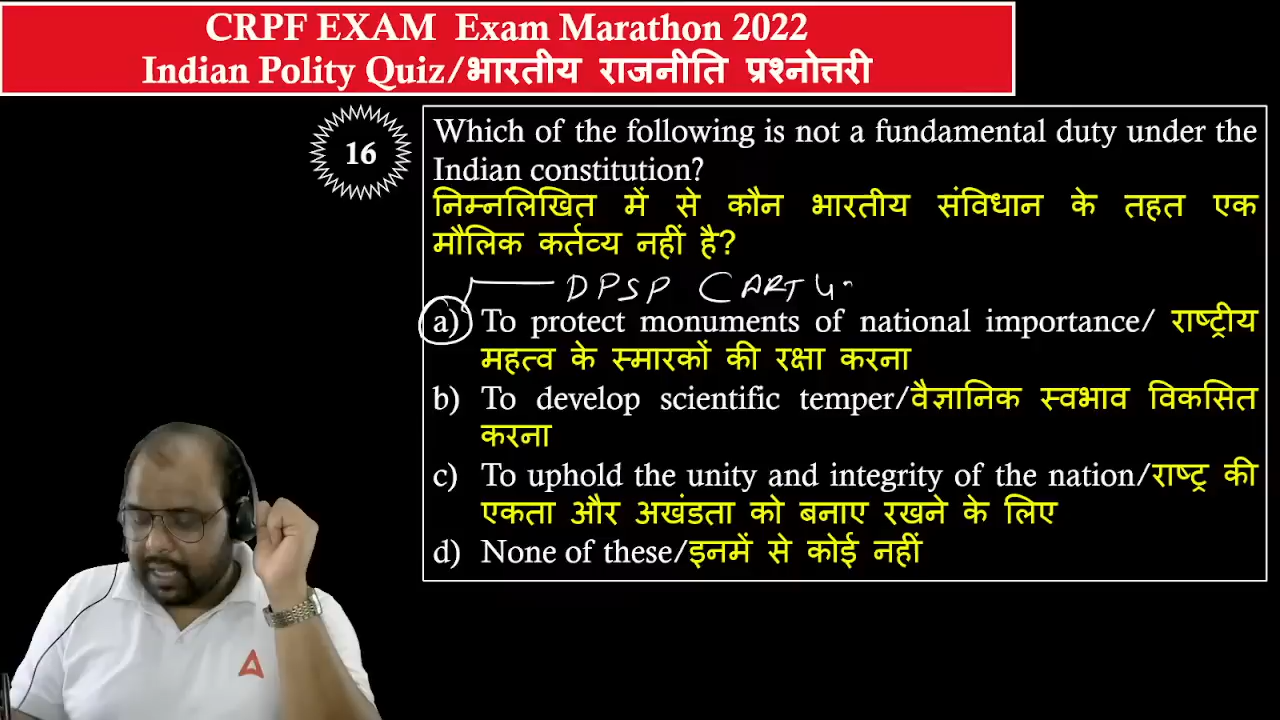 CRPF EXAM Exam Marathon 2022
Indian Polity Quiz/भारतीय राजनीति प्रश्नोत्तरी
16
Which of the following is not a fundamental duty under the
Indian constitution?
निम्नलिखित में से कौन भारतीय संविधान के तहत एक
मौलिक कर्तव्य नहीं है?
DPSP (ART 4
a) To protect monuments of national importance/ राष्ट्रीय
महत्व के स्मारकों की रक्षा करना
b) To develop scientific temper/वैज्ञानिक स्वभाव विकसित
करना
c) To uphold the unity and integrity of the nation/राष्ट्र की
एकता और अखंडता को बनाए रखने के लिए
d) None of these/इनमें से कोई नहीं